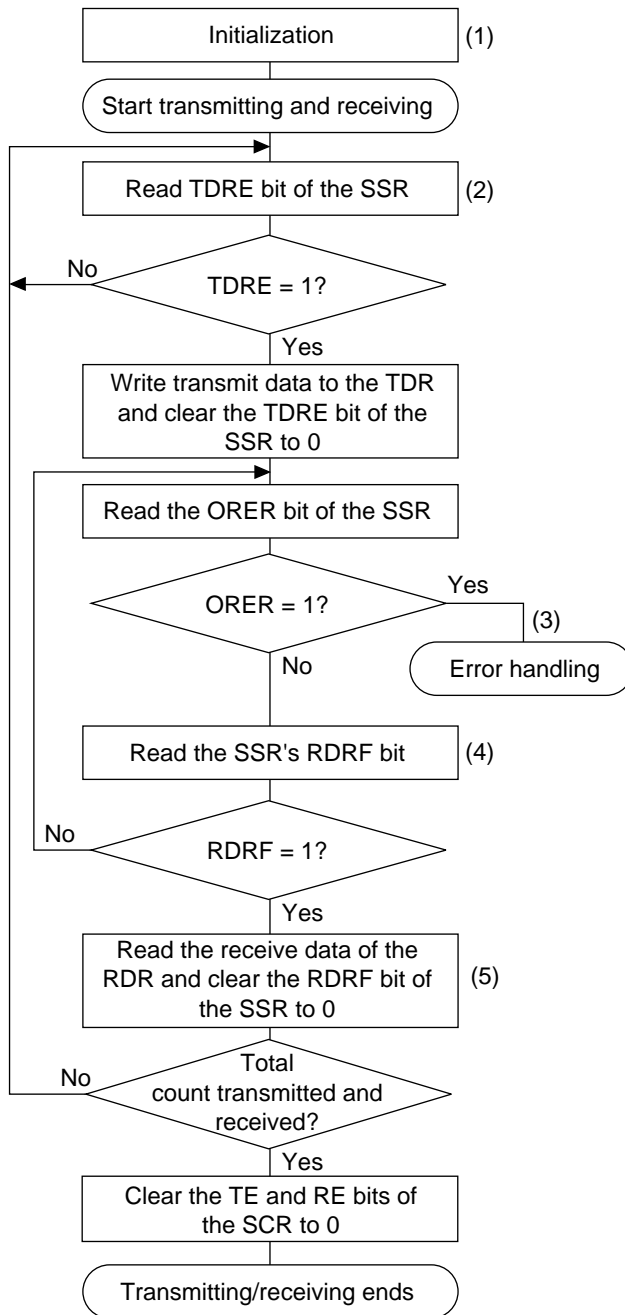 Initialization
(1)
Start transmitting and receiving
Read TDRE bit of the SSR
(2)
No
TDRE = 1?
Yes
Write transmit data to the TDR
and clear the TDRE bit of the
SSR to 0
Read the ORER bit of the SSR
Yes
ORER = 1?
(3)
No
Error handling
Read the SSR's RDRF bit
(4)
No
RDRF = 1?
Yes
Read the receive data of the
RDR and clear the RDRF bit of
the SSR to 0
(5)
Total
No
count transmitted and
received?
Yes
Clear the TE and RE bits of
the SCR to 0
Transmitting/receiving ends